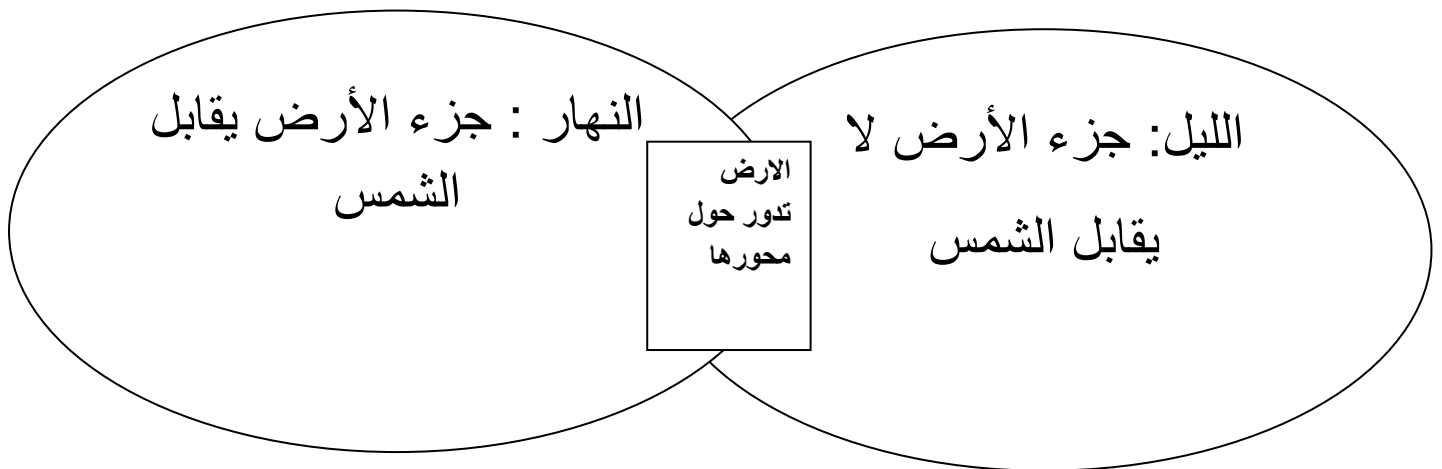 الليل: جزء الأرض لا
يقابل الشمس
الارض
تدور حول
محورها
النهار : جزء الأرض يقابل
الشمس